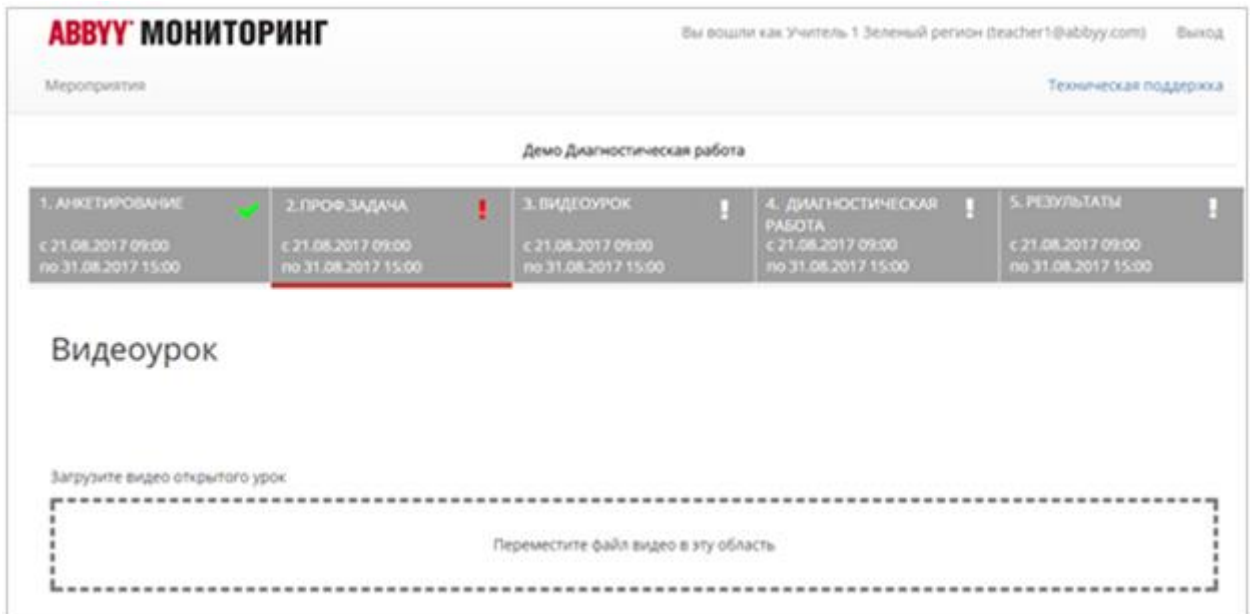 ABBYY МОНИТОРИНГ
Вы вошли как Учитель 1 Зеленый регион (teacher1@abbyy.com) Выход
Мероприятия Техническая поддержка
Демо Диагностическая работа
1. АНКЕТИРОВАНИЕ
с 21.08.2017 09:00
по 31.08.2017 15:00
2.ПРОФ.ЗАДАЧА
с 21.08.2017 09:00
по 31.08.2017 15:00
3. ВИДЕОУРОК
с 21.08.2017 09:00
по 31.08.2017 15:00
4. ДИАГНОСТИЧЕСКАЯ
РАБОТА
с 21.08.2017 09:00
по 31.08.2017 15:00
5. РЕЗУЛЬТАТЫ
с 21.08.2017 09:00
по 31.08.2017 15:00
Видеоурок
Загрузите видео открытого урок
Переместите файл видео в эту область